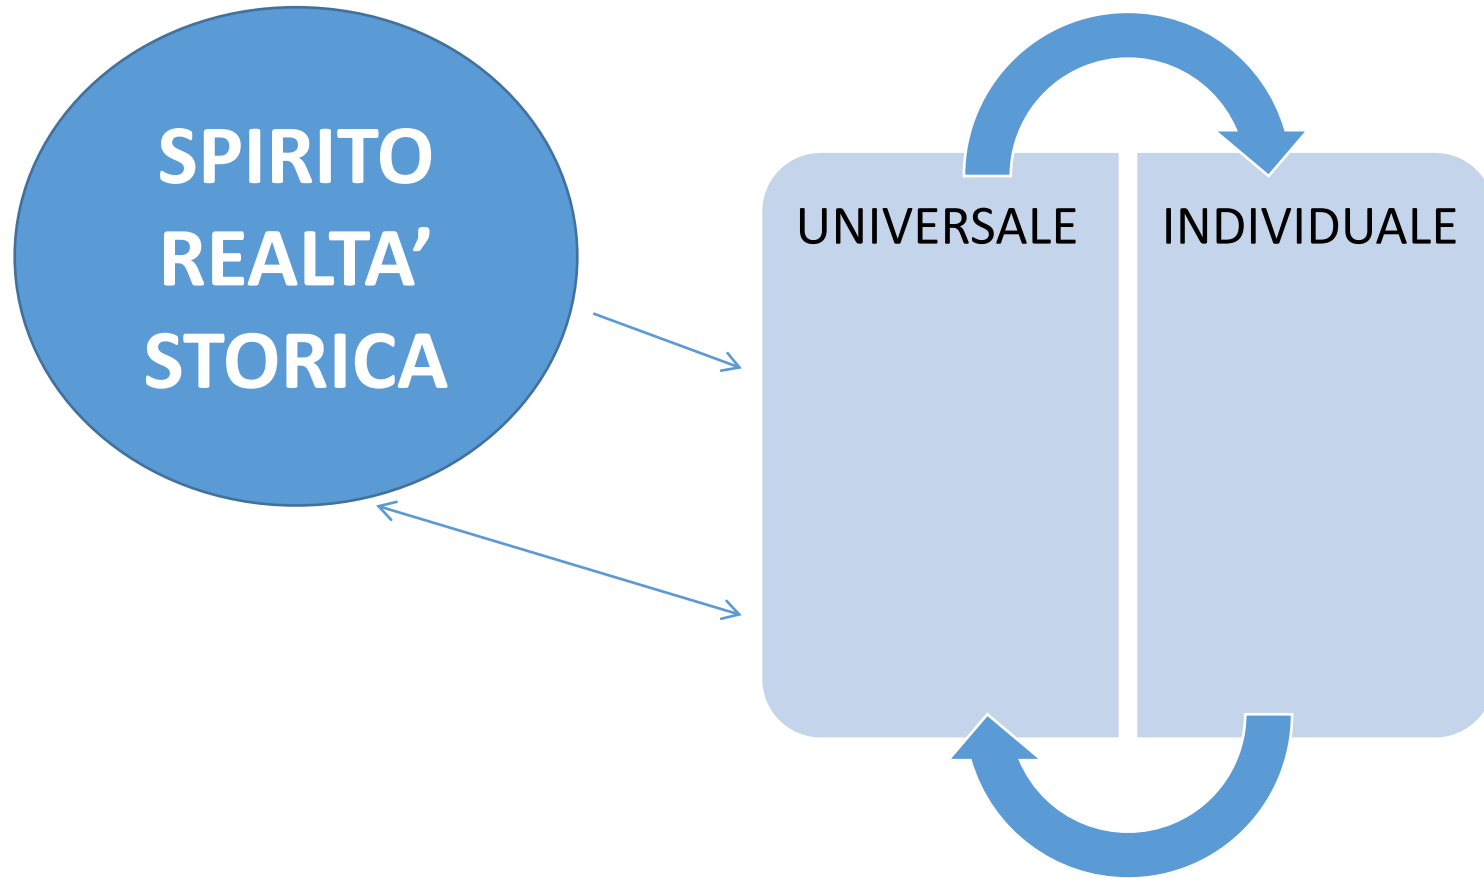 SPIRITO
REALTA’
STORICA
UNIVERSALE
INDIVIDUALE